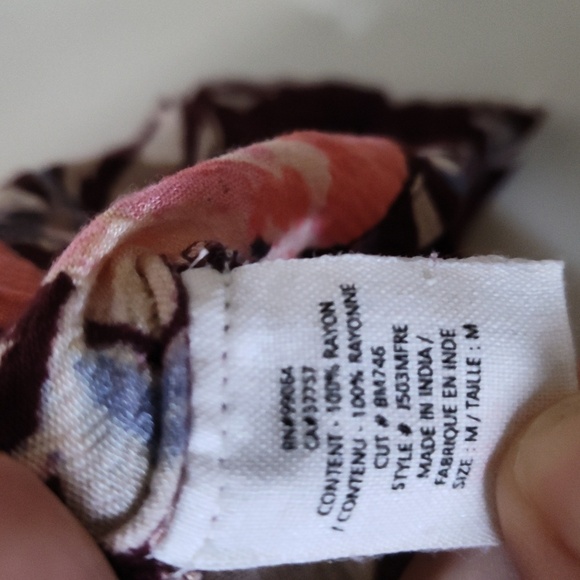 RN#99064
CA#37757
CONTENT - 100% RAYON
/ CONTENU - 100% RAYONNE
CUT # BM746
STYLE # J503MFRE
MADE IN INDIA /
FABRIQUE EN INDE
SIZE : M / TAILLE : M